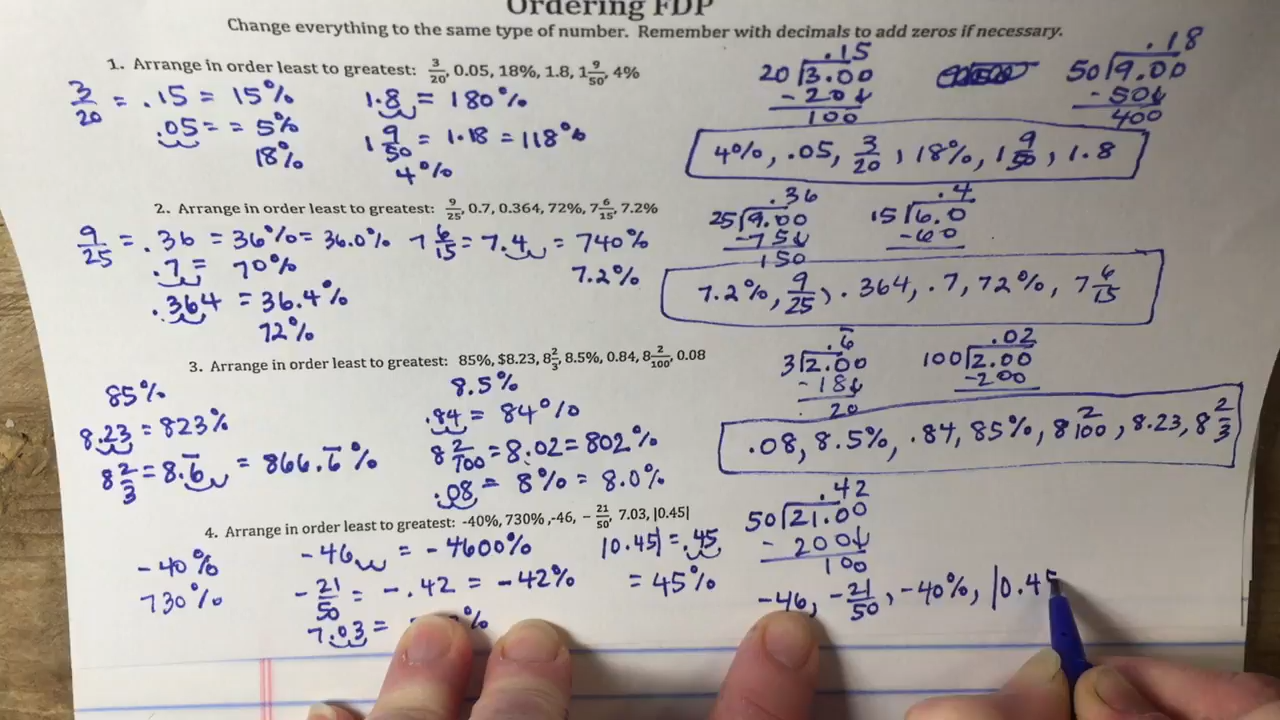 Ordering FDP
Change everything to the same type of number. Remember with decimals to add zeros if necessary.
1. Arrange in order least to greatest: 3/20, 0.05, 18%, 1.8, 1 9/50, 4%
3/20 = .15 = 15%
.05 = = 5%
18%
1.8 = 180%
1 9/50 = 1.18 = 118%
4%
.15
20 3.00
- 20
100
.18
50 9.00
- 50
400
4%, .05, 3/20, 18%, 1 9/50, 1.8
2. Arrange in order least to greatest: 9/25, 0.7, 0.364, 72%, 7 6/15, 7.2%
9/25 = .36 = 36% = 36.0%
.7 = 70%
.364 = 36.4%
72%
7 6/15 = 7.4 = 740%
7.2%
.36
25 9.00
- 75
150
.4
15 6.0
- 60
7.2%, 9/25, .364, .7, 72%, 7 6/15
3. Arrange in order least to greatest: 85%, $8.23, 8 2/3, 8.5%, 0.84, 8 2/100, 0.08
85%
8.23 = 823%
8 2/3 = 8.6̅ = 866.6̅%
8.5%
.84 = 84%
8 2/100 = 8.02 = 802%
.08 = 8% = 8.0%
.6̅
3 2.00
- 18
20
.02
100 2.00
- 200
.08, 8.5%, .84, 85%, 8 2/100, 8.23, 8 2/3
4. Arrange in order least to greatest: -40%, 730%, -46, - 21/50, 7.03, |0.45|
- 40%
730%
- 46 = - 4600%
- 21/50 = - .42 = - 42%
7.03 = %
|0.45| = .45
= 45%
.42
50 21.00
- 200
100
- 46, - 21/50, - 40%, |0.45